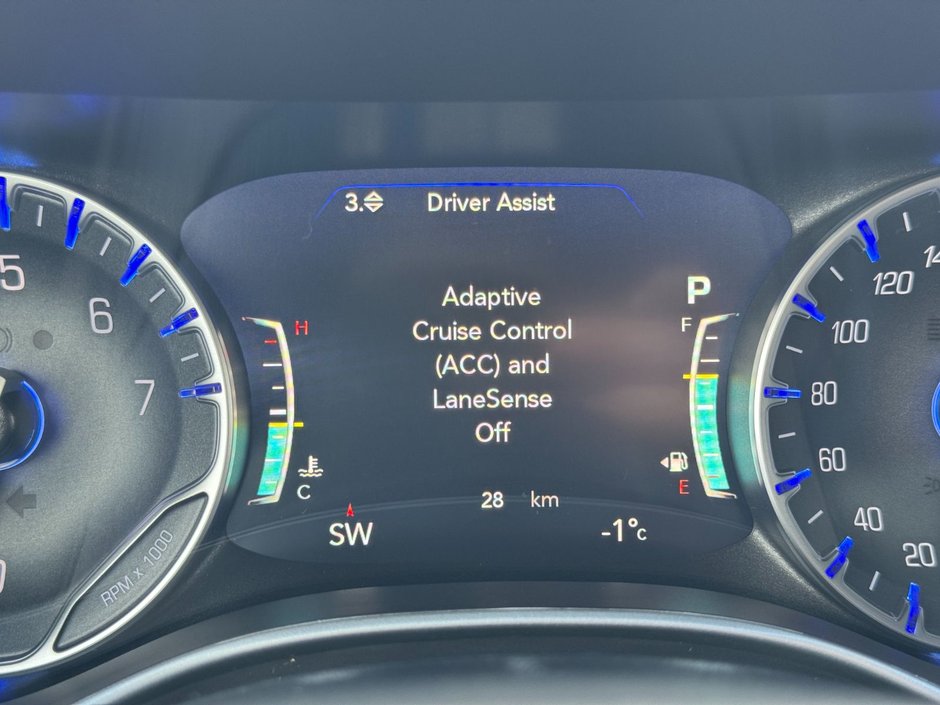 3. Driver Assist
Adaptive
Cruise Control
(ACC) and
LaneSense
Off
P
H
C
F
E
28 km
SW
-1°C
5
6
7
RPM x 1000
120
100
80
60
40
20